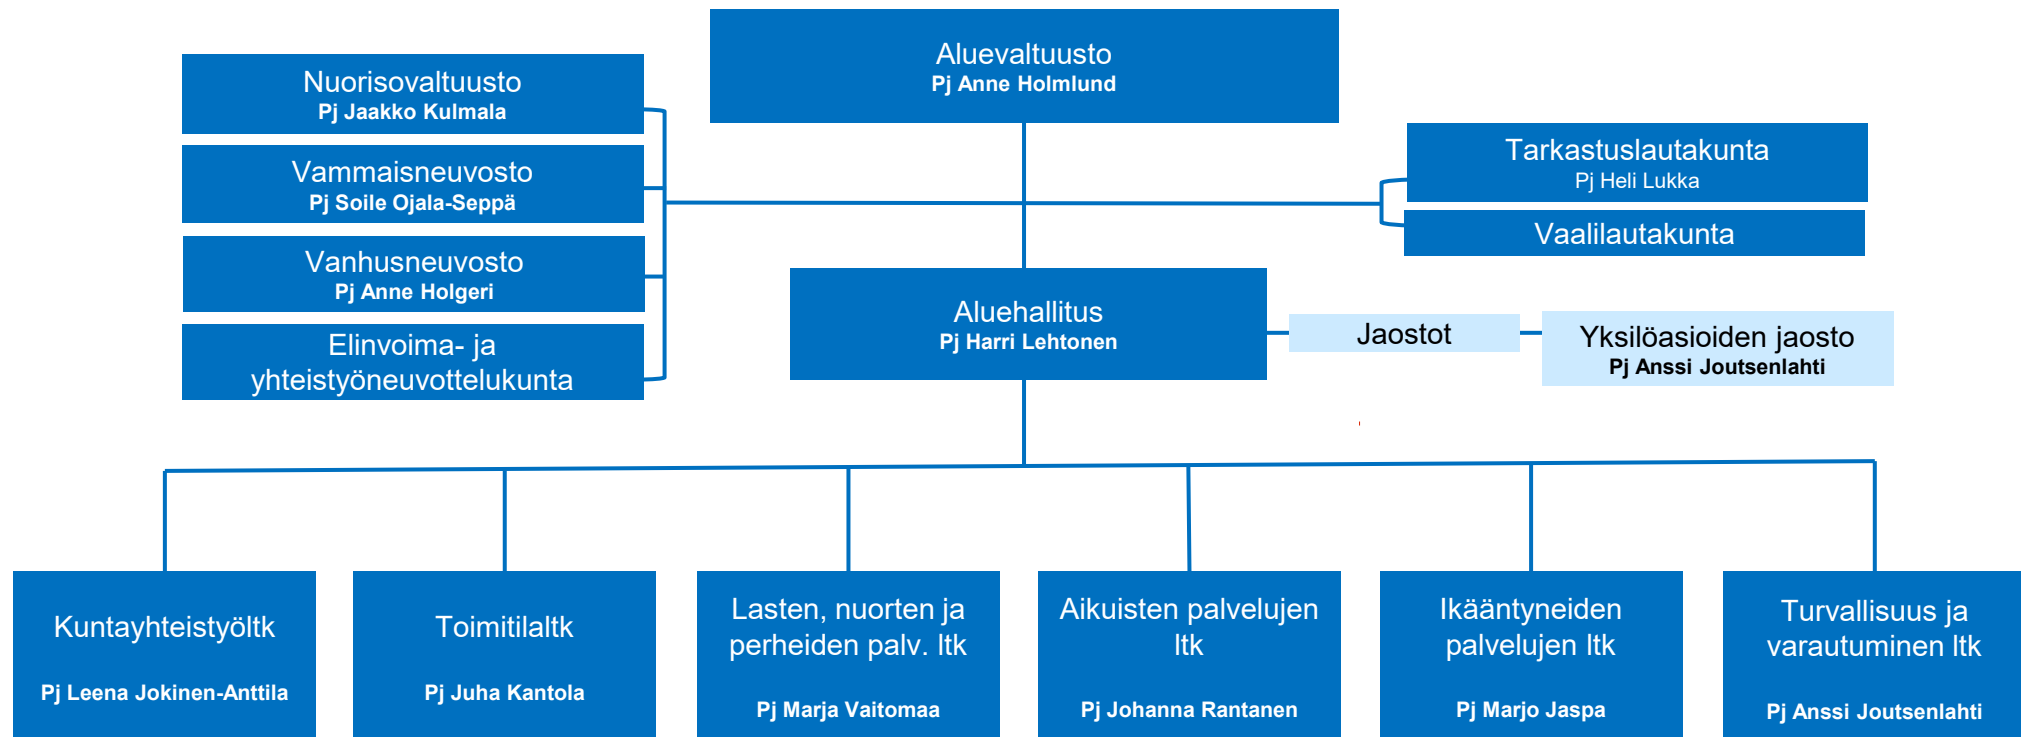 Aluevaltuusto
Pj Anne Holmlund
Nuorisovaltuusto
Pj Jaakko Kulmala
Vammaisneuvosto
Pj Soile Ojala-Seppä
Vanhusneuvosto
Pj Anne Holgeri
Elinvoima- ja
yhteistyöneuvottelukunta
Tarkastuslautakunta
Pj Heli Lukka
Vaalilautakunta
Aluehallitus
Pj Harri Lehtonen
Jaostot
Yksilöasioiden jaosto
Pj Anssi Joutsenlahti
Kuntayhteistyöltk
Pj Leena Jokinen-Anttila
Toimitilaltk
Pj Juha Kantola
Lasten, nuorten ja
perheiden palv. ltk
Pj Marja Vaitomaa
Aikuisten palvelujen
ltk
Pj Johanna Rantanen
Ikääntyneiden
palvelujen ltk
Pj Marjo Jaspa
Turvallisuus ja
varautuminen ltk
Pj Anssi Joutsenlahti